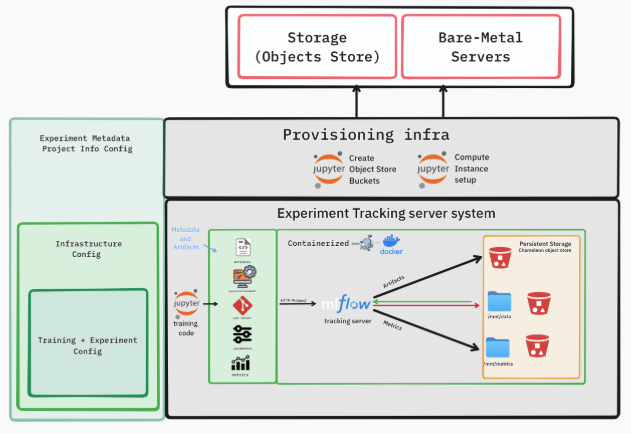 Storage
(Objects Store)
Bare-Metal
Servers
Experiment Metadata
Project Info Config
Provisioning infra
jupyter
Create
Object Store
Buckets
jupyter
Compute
Instance
setup
Experiment Tracking server system
Infrastructure
Config
Metadata
and
Artifacts
Containerized
docker
Persistent Storage
Chameleon object store
Artifacts
jupyter
training
code
HTTP Protocol
mlflow
tracking server
/mnt/data
Metrics
/mnt/metrics
metrics
Training + Experiment
Config